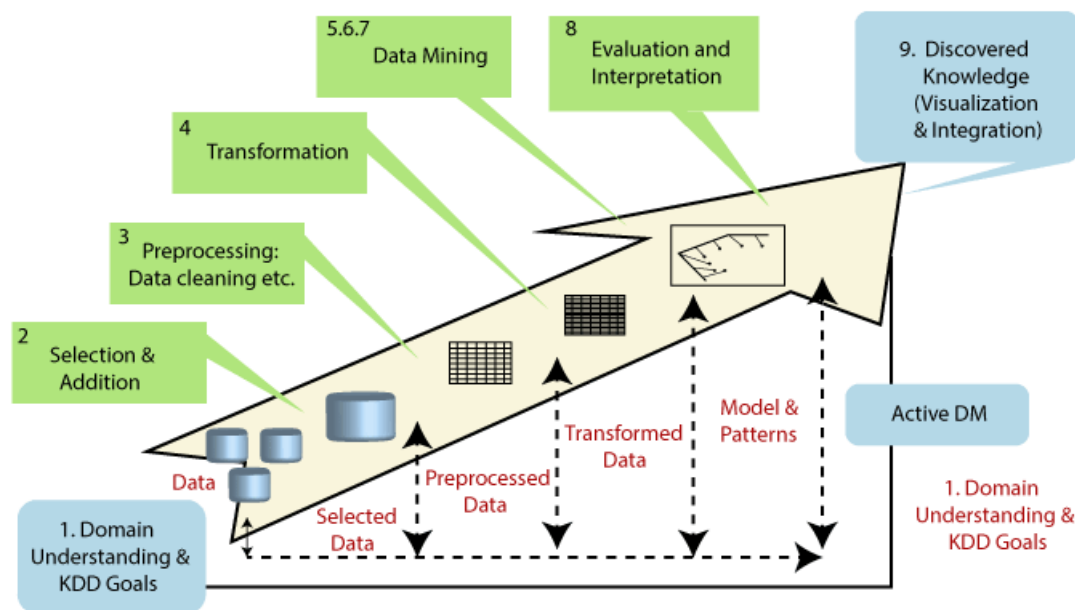 5.6.7
Data Mining
8
Evaluation and
Interpretation
9. Discovered
Knowledge
(Visualization
& Integration)
4
Transformation
3
Preprocessing:
Data cleaning etc.
2
Selection &
Addition
Data
Selected
Data
Preprocessed
Data
Transformed
Data
Model &
Patterns
Active DM
1. Domain
Understanding &
KDD Goals
1. Domain
Understanding &
KDD Goals